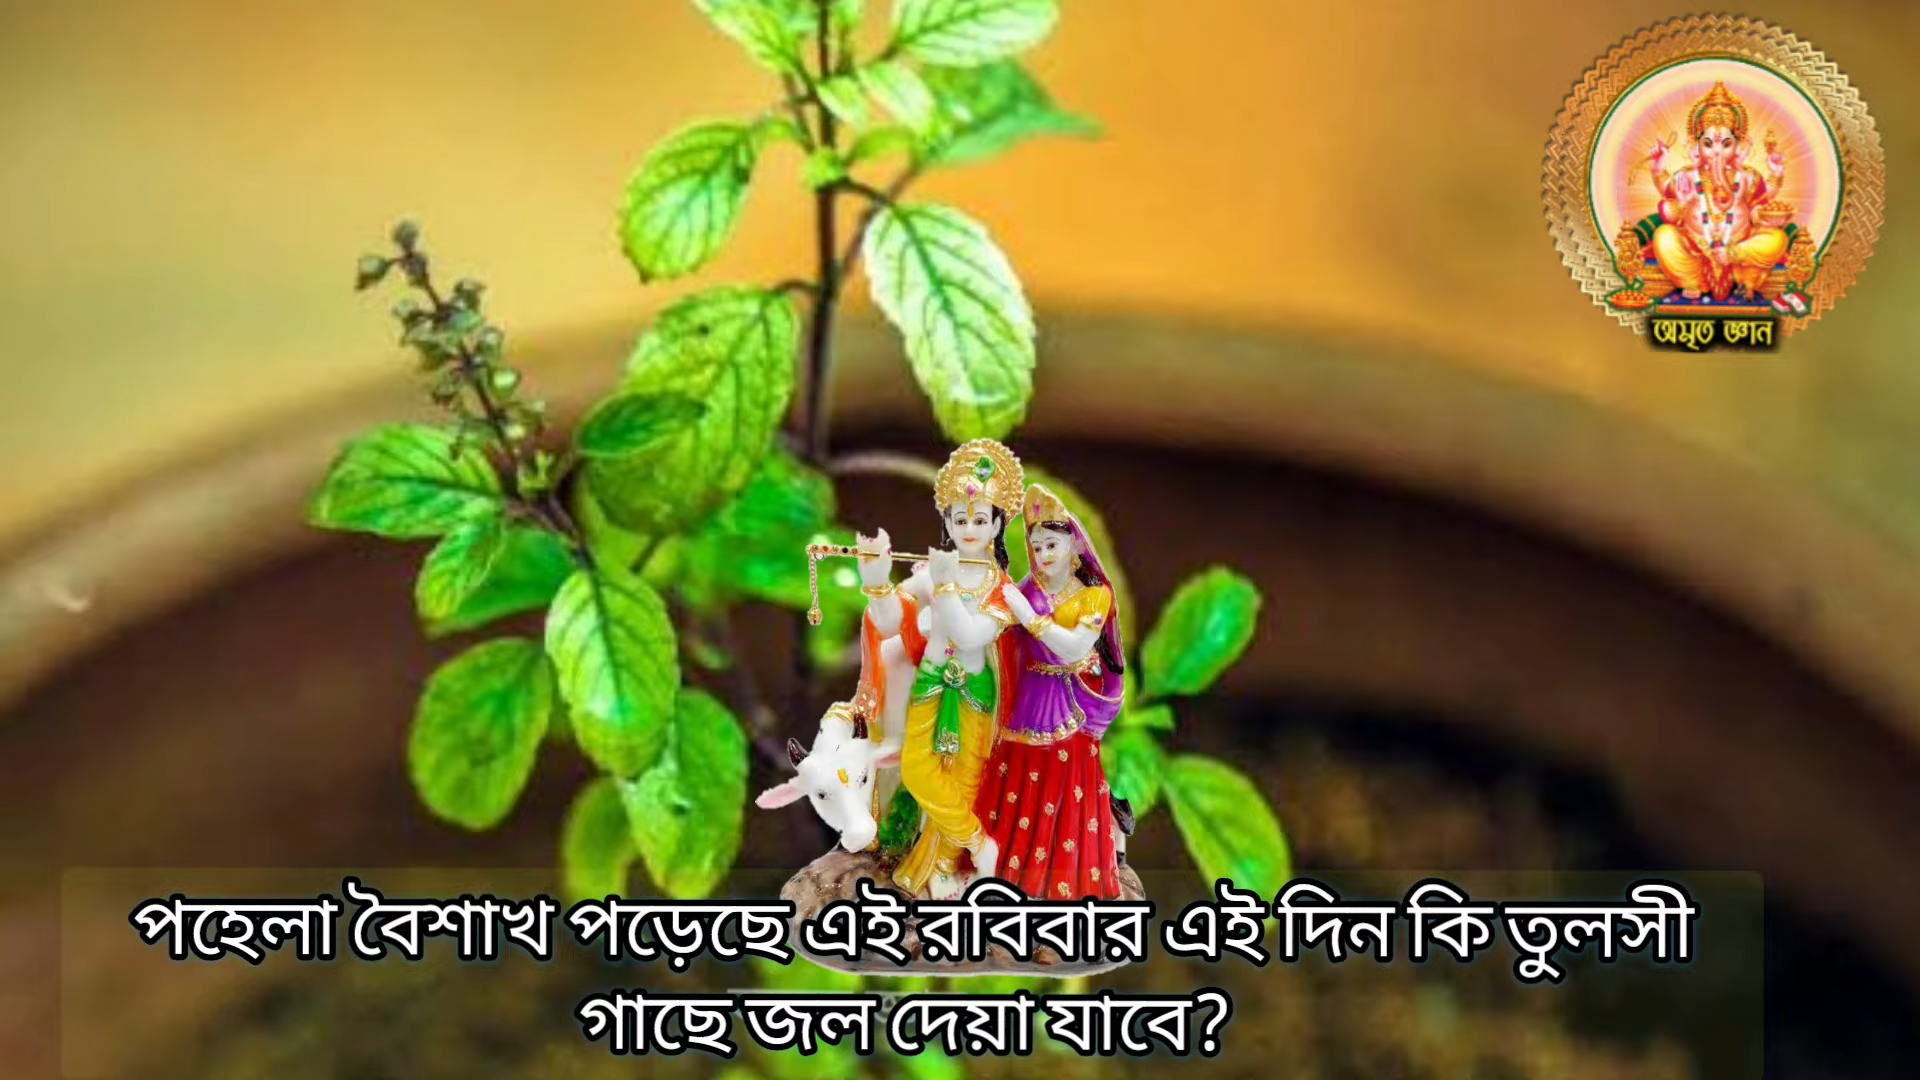 অমৃত জ্ঞান
পহেলা বৈশাখ পড়েছে এই রবিবার এই দিন কি তুলসী
গাছে জল দেয়া যাবে?